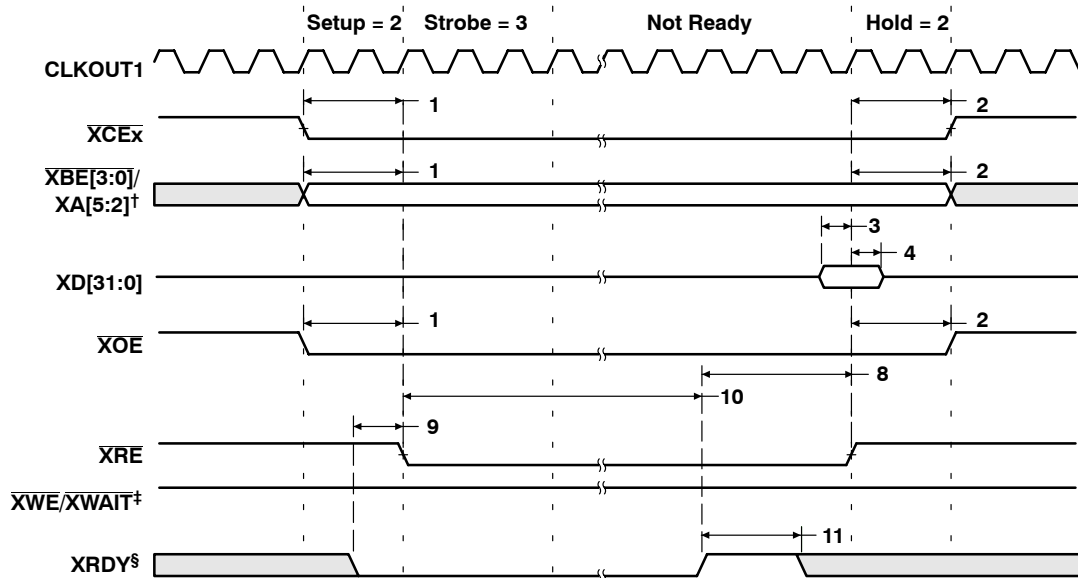 Setup = 2 Strobe = 3 Not Ready Hold = 2
CLKOUT1
1 2
XCEx
1 2
XBE[3:0]/
XA[5:2]†
3
4
XD[31:0]
1 2
XOE
8
10
9
XRE
XWE/XWAIT‡
11
XRDY§